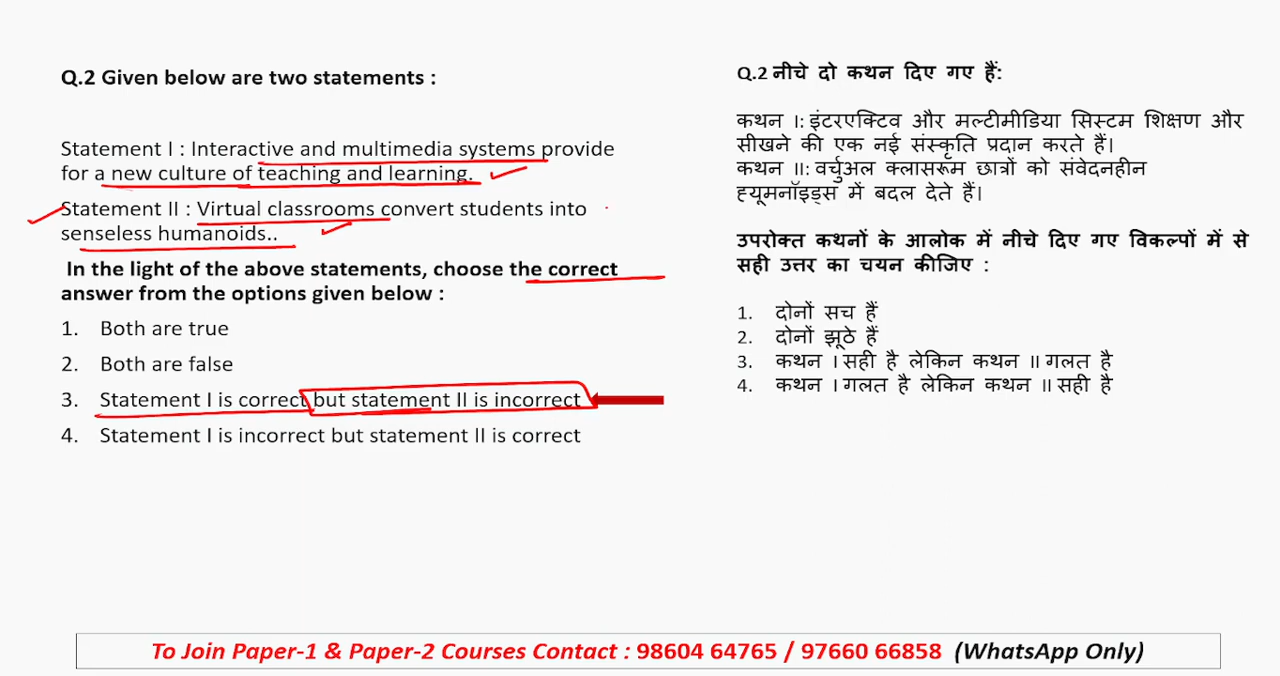 Q.2 Given below are two statements :
Statement I : Interactive and multimedia systems provide
for a new culture of teaching and learning.
Statement II : Virtual classrooms convert students into
senseless humanoids..
In the light of the above statements, choose the correct
answer from the options given below :
1. Both are true
2. Both are false
3. Statement I is correct but statement II is incorrect
4. Statement I is incorrect but statement II is correct
Q.2 नीचे दो कथन दिए गए हैं:
कथन I: इंटरएक्टिव और मल्टीमीडिया सिस्टम शिक्षण और
सीखने की एक नई संस्कृति प्रदान करते हैं।
कथन II: वर्चुअल क्लासरूम छात्रों को संवेदनहीन
ह्यूमनॉइड्स में बदल देते हैं।
उपरोक्त कथनों के आलोक में नीचे दिए गए विकल्पों में से
सही उत्तर का चयन कीजिए :
1. दोनों सच हैं
2. दोनों झूठे हैं
3. कथन I सही है लेकिन कथन II गलत है
4. कथन I गलत है लेकिन कथन II सही है
To Join Paper-1 & Paper-2 Courses Contact : 98604 64765 / 97660 66858 (WhatsApp Only)